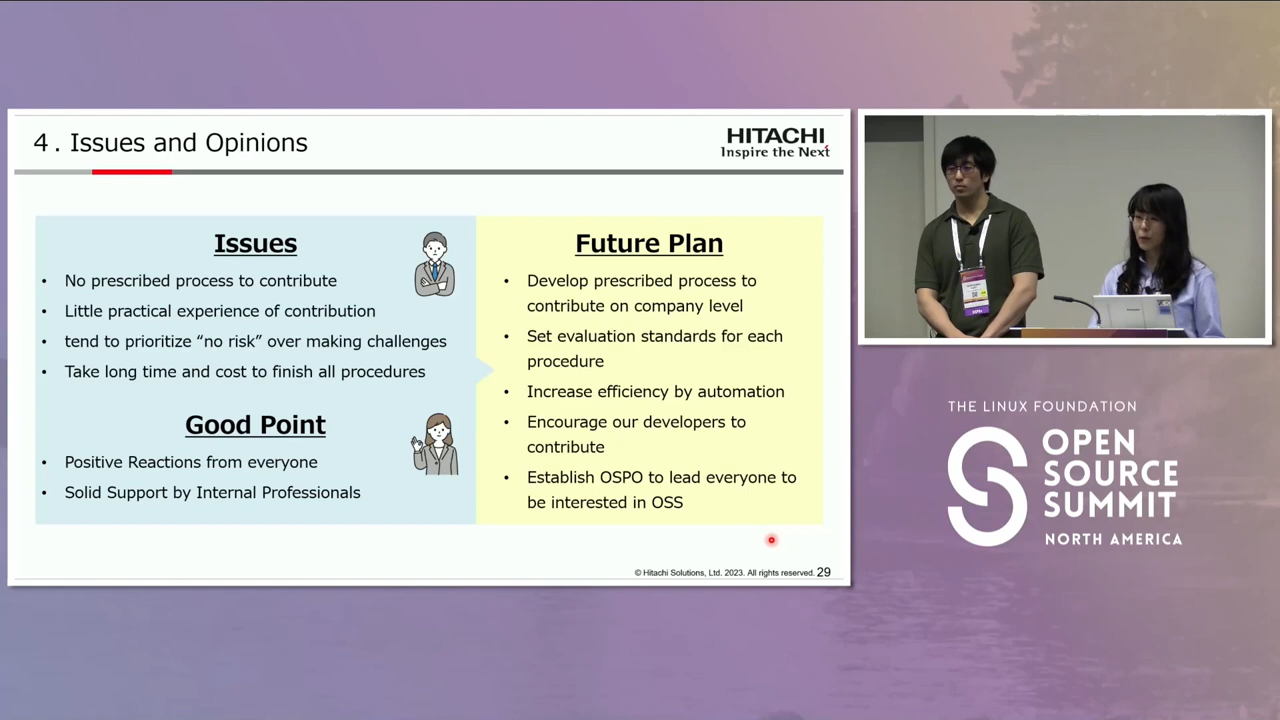 4. Issues and Opinions
HITACHI
Inspire the Next
Issues
• No prescribed process to contribute
• Little practical experience of contribution
• tend to prioritize “no risk” over making challenges
• Take long time and cost to finish all procedures
Good Point
• Positive Reactions from everyone
• Solid Support by Internal Professionals
Future Plan
• Develop prescribed process to
contribute on company level
• Set evaluation standards for each
procedure
• Increase efficiency by automation
• Encourage our developers to
contribute
• Establish OSPO to lead everyone to
be interested in OSS
© Hitachi Solutions, Ltd. 2023. All rights reserved. 29
THE LINUX FOUNDATION
OPEN
SOURCE
SUMMIT
NORTH AMERICA